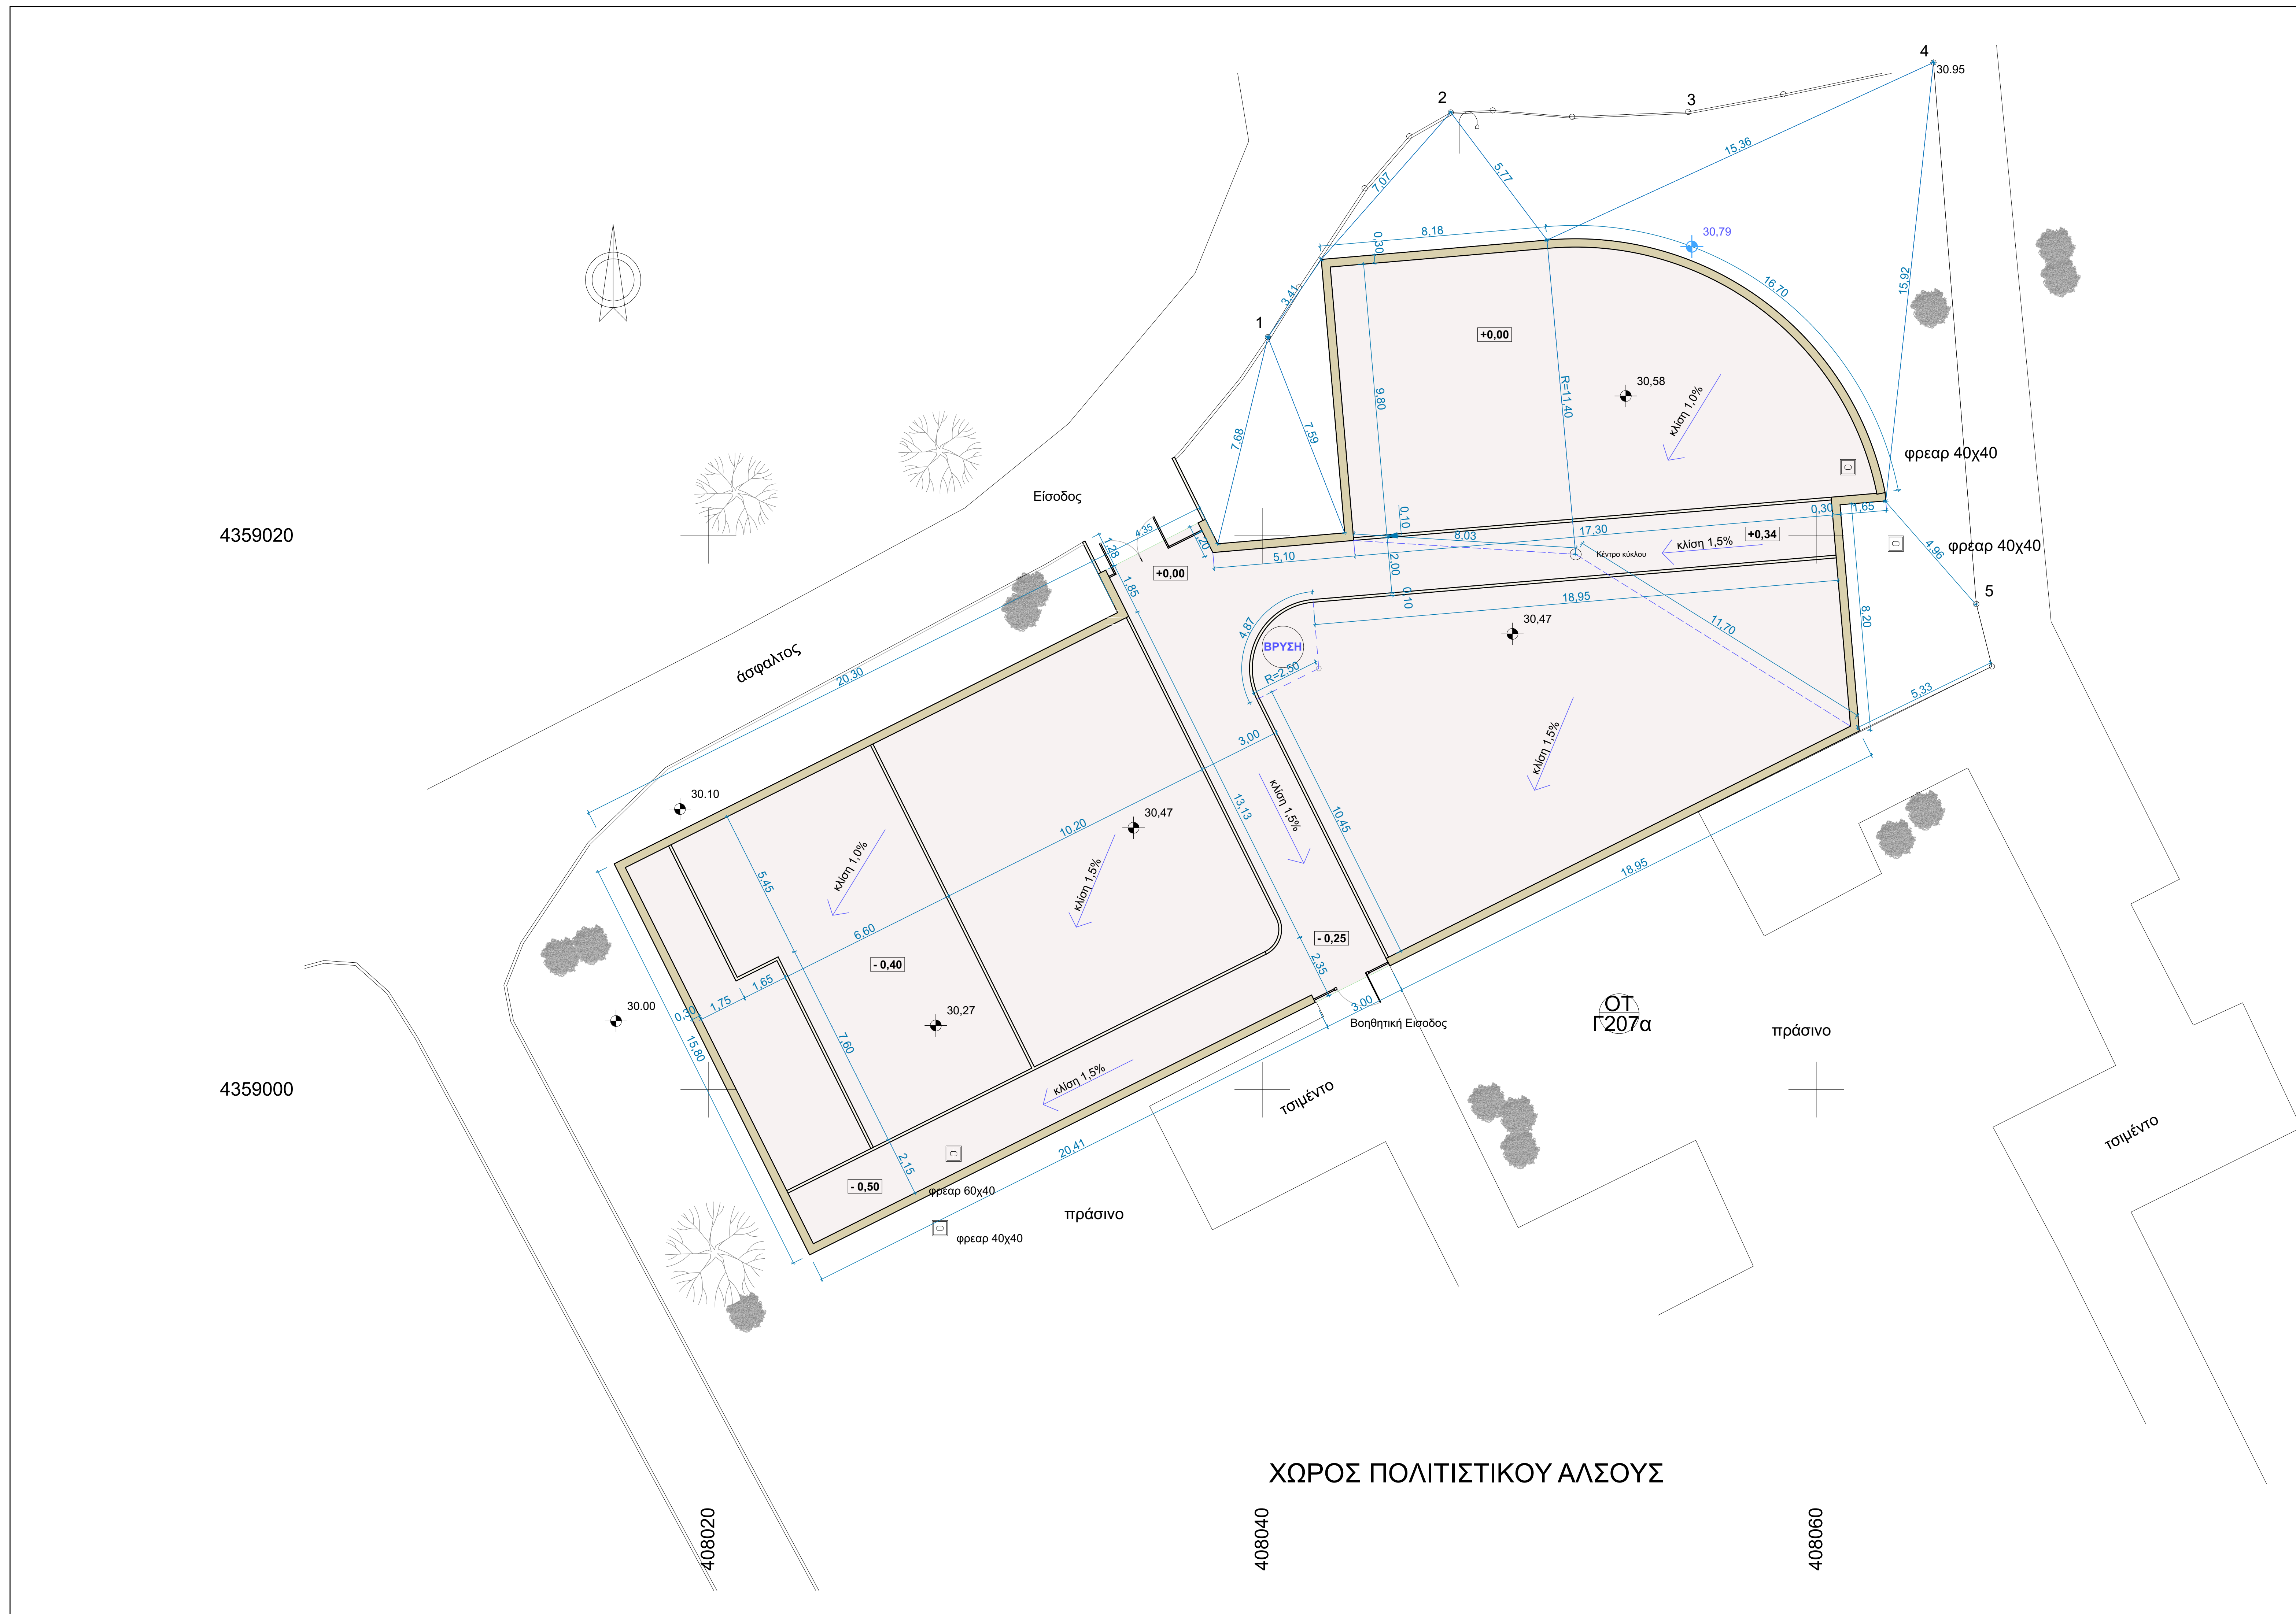 4
30.95
2
3
15,36
7,07
5,77
8,18
0,30
30,79
3,41
16,70
15,92
1
+0,00
30,58
R=11,40
9,80
κλίση 1,0%
7,68
7,59
φρεαρ 40χ40
Είσοδος
4,35
0,10
8,03
17,30
0,30
1,65
+0,34
4359020
1,28
1,20
5,10
2,00
Κέντρο κύκλου
κλίση 1,5%
4,96
φρεαρ 40χ40
+0,00
1,85
0,10
18,95
5
8,20
4,87
ΒΡΥΣΗ
30,47
11,70
άσφαλτος
20,30
R=2,50
5,33
3,00
κλίση 1,5%
30.10
κλίση 1,5%
13,13
10,45
30,47
10,20
κλίση 1,0%
5,45
κλίση 1,5%
18,95
6,60
- 0,25
2,35
- 0,40
1,65
1,75
0,30
30.00
30,27
3,00
Βοηθητική Εισοδος
ΟΤ
Γ207α
πράσινο
15,80
7,60
κλίση 1,5%
4359000
τσιμέντο
τσιμέντο
20,41
2,15
- 0,50
φρεαρ 60χ40
πράσινο
φρεαρ 40χ40
ΧΩΡΟΣ ΠΟΛΙΤΙΣΤΙΚΟΥ ΑΛΣΟΥΣ
408020
408040
408060